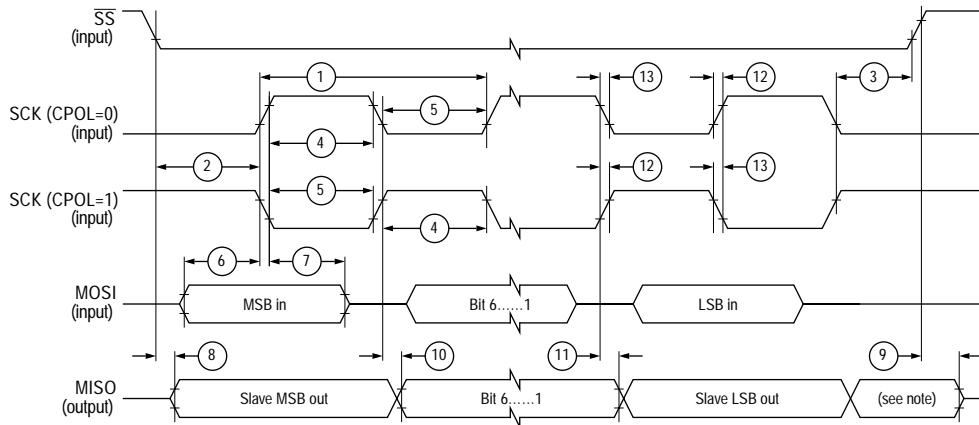 SS
(input)
1
13
12
3
SCK (CPOL=0)
(input)
5
4
2
12
13
SCK (CPOL=1)
(input)
5
4
6
7
MOSI
(input)
MSB in
Bit 6......1
LSB in
8
10
11
9
MISO
(output)
Slave MSB out
Bit 6......1
Slave LSB out
(see note)